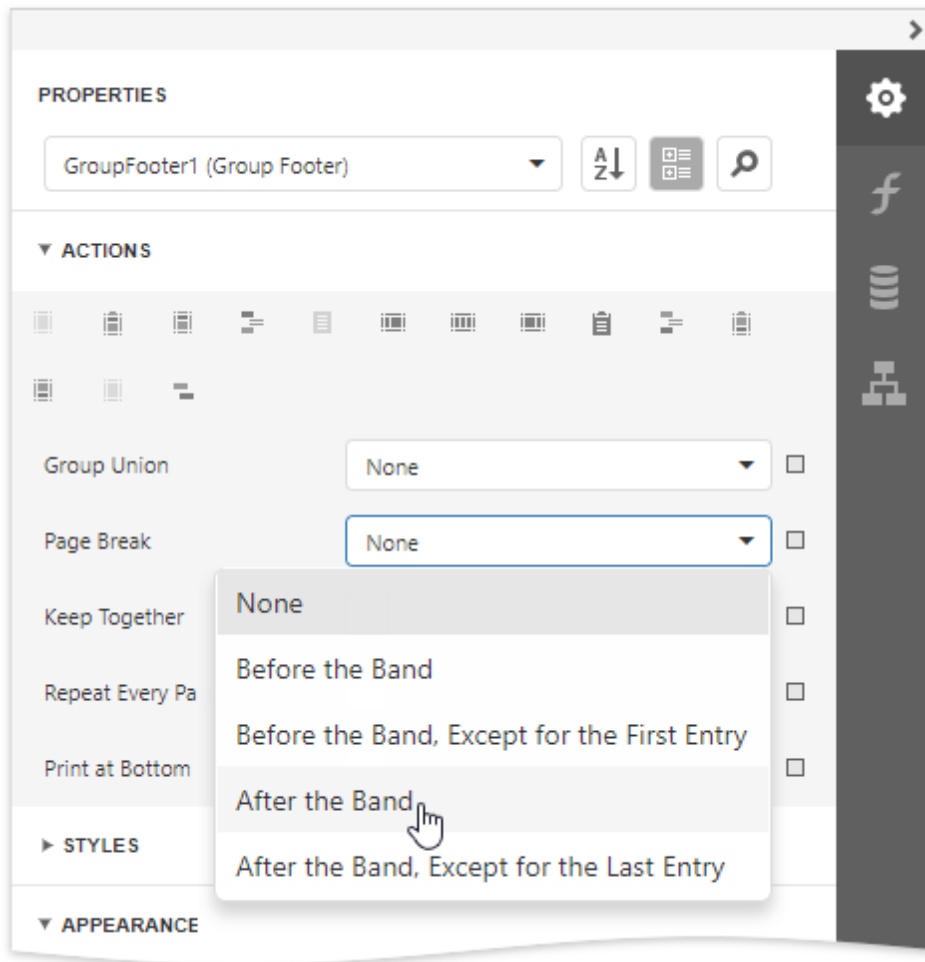 PROPERTIES
GroupFooter1 (Group Footer)
A
Z
ACTIONS
Group Union None
Page Break None
None
Keep Together
Before the Band
Repeat Every Pa
Before the Band, Except for the First Entry
Print at Bottom
After the Band
STYLES
After the Band, Except for the Last Entry
APPEARANCE